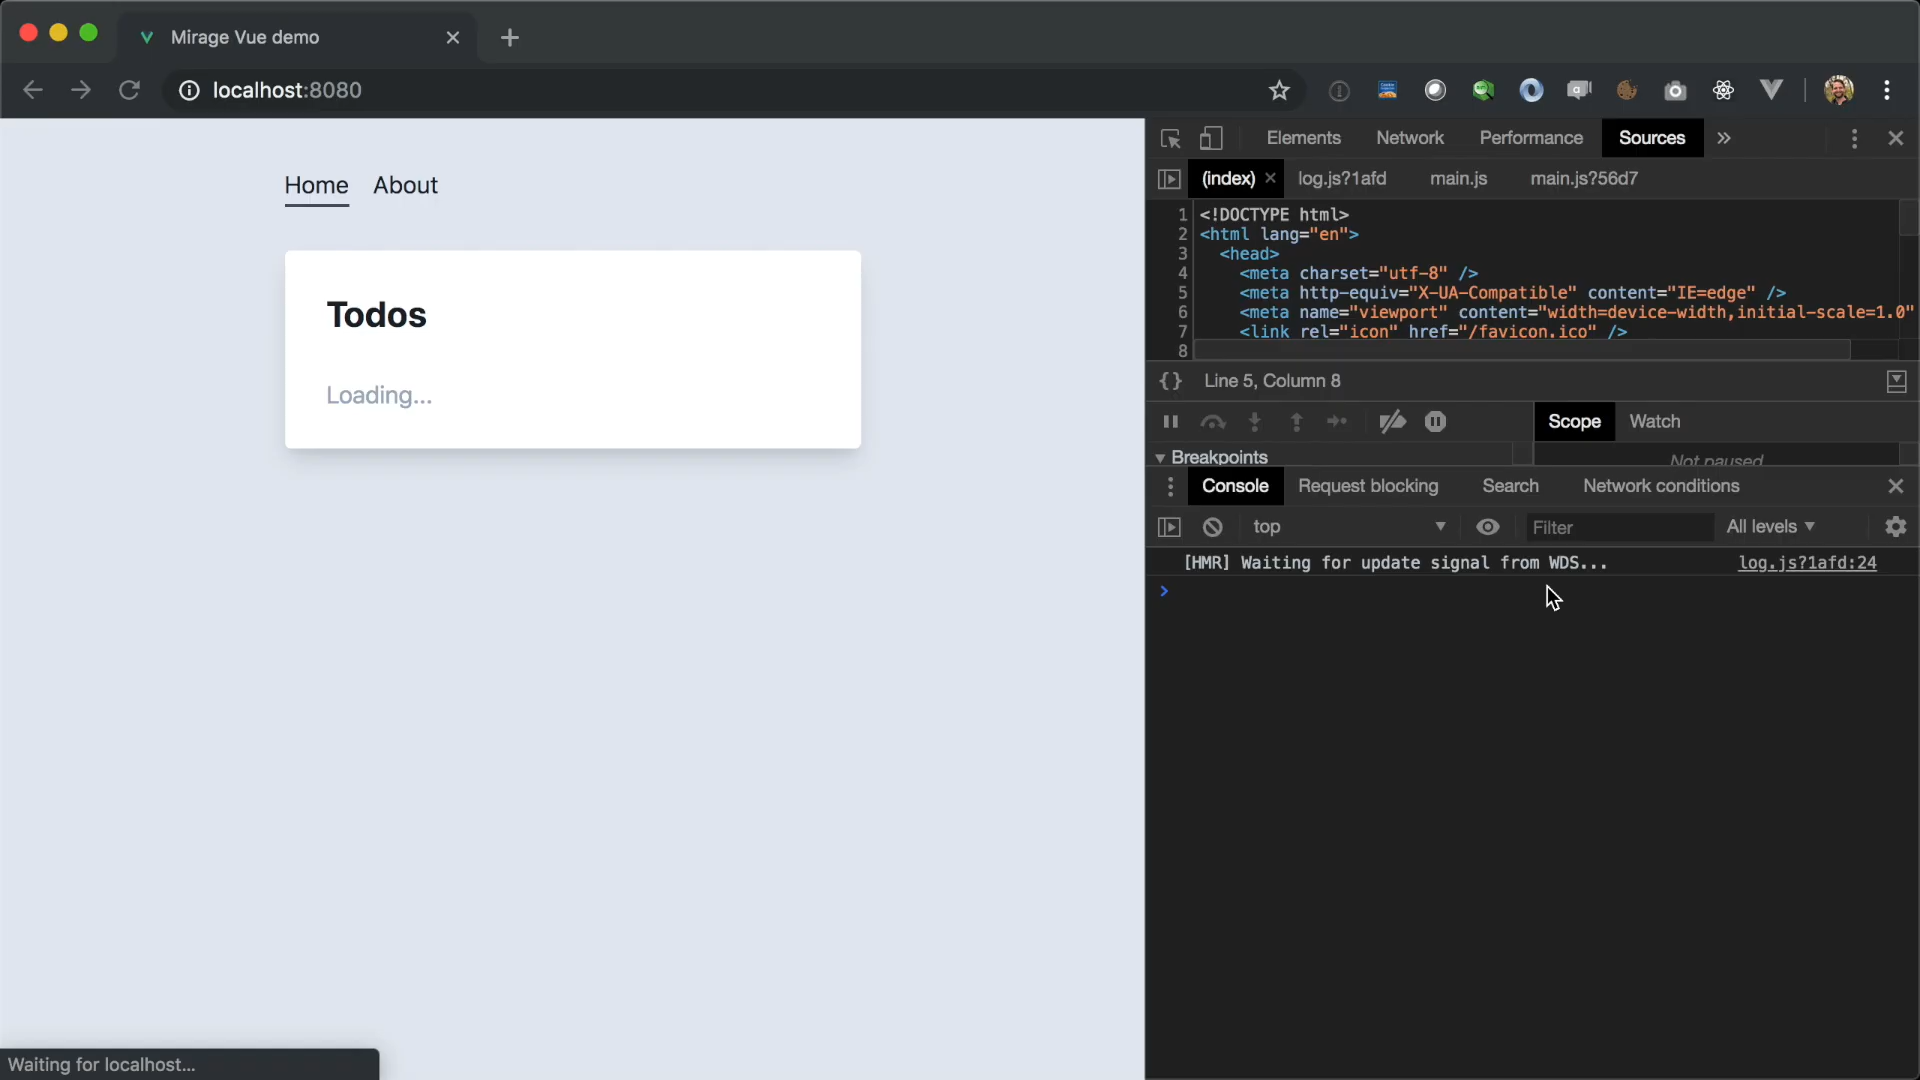 Mirage Vue demo
localhost:8080
Home About
Todos
Loading...
Waiting for localhost...
Elements Network Performance Sources »
(index) log.js?1afd main.js main.js?56d7
1 <!DOCTYPE html>
2 <html lang="en">
3 <head>
4 <meta charset="utf-8" />
5 <meta http-equiv="X-UA-Compatible" content="IE=edge" />
6 <meta name="viewport" content="width=device-width,initial-scale=1.0"
7 <link rel="icon" href="/favicon.ico" />
8
{} Line 5, Column 8
Scope Watch
Breakpoints
Not paused
Console Request blocking Search Network conditions
top Filter All levels
[HMR] Waiting for update signal from WDS... log.js?1afd:24